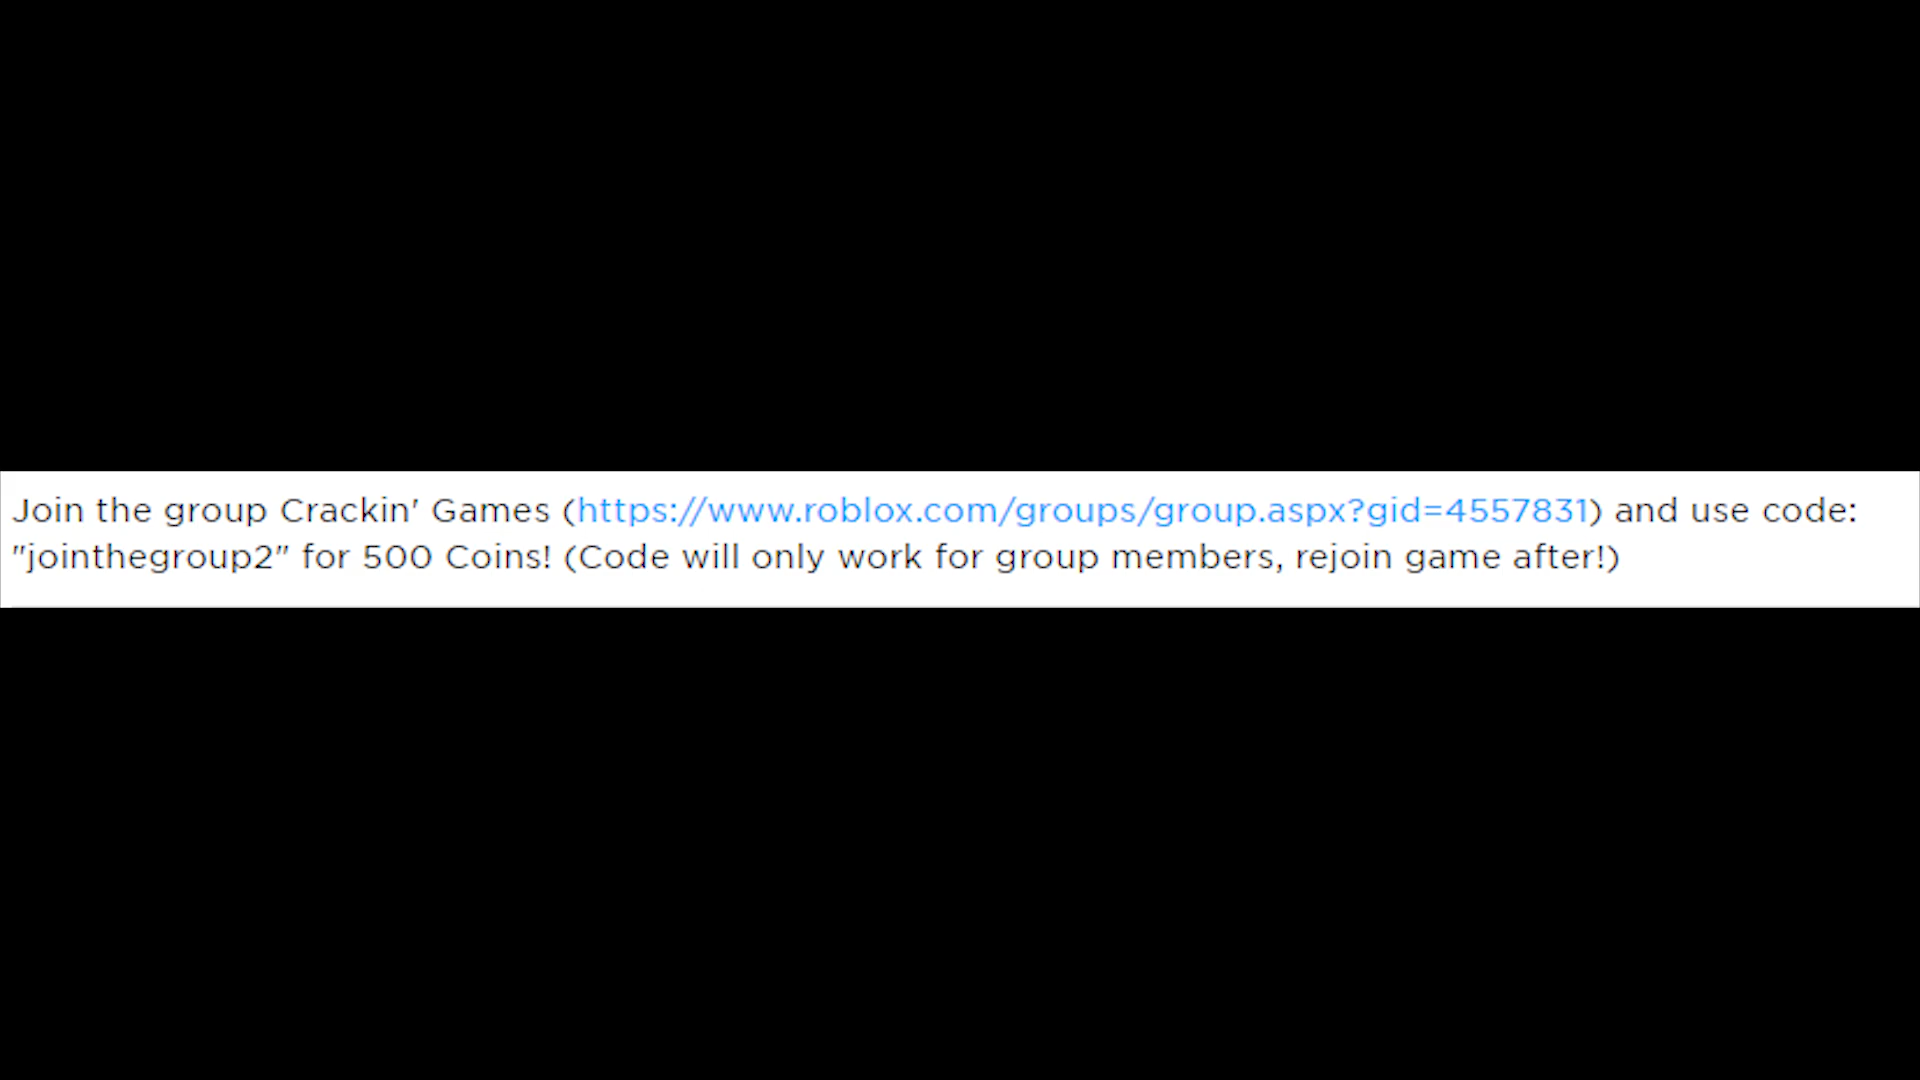 Join the group Crackin' Games (https://www.roblox.com/groups/group.aspx?gid=4557831) and use code:
"jointhegroup2" for 500 Coins! (Code will only work for group members, rejoin game after!)